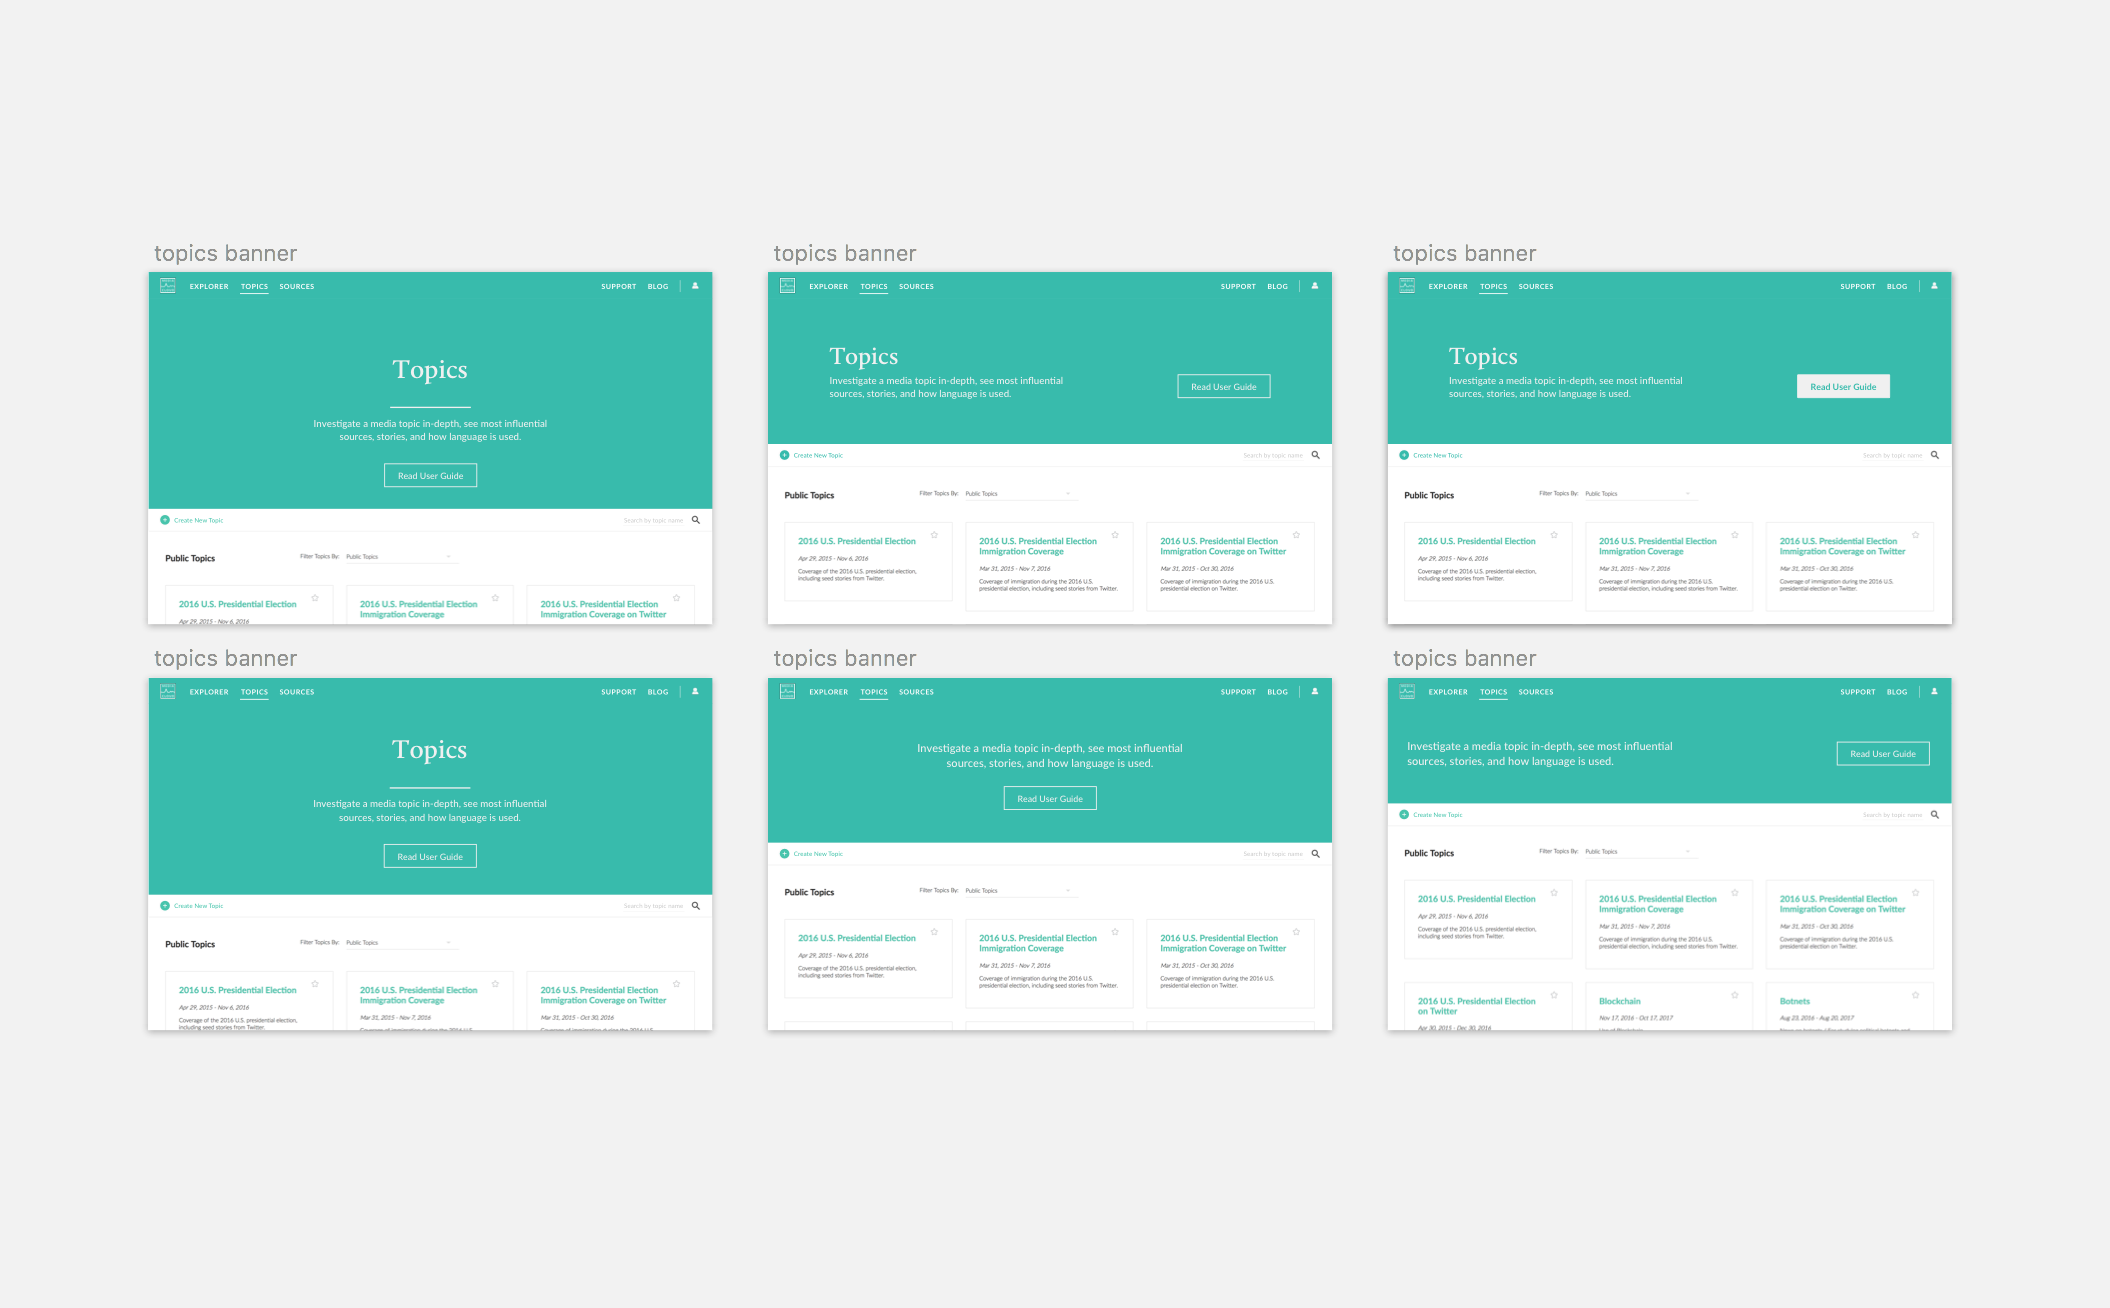 topics banner
EXPLORER TOPICS SOURCES SUPPORT BLOG
Topics
Investigate a media topic in-depth, see most influential
sources, stories, and how language is used.
Read User Guide
Create New Topic Search by topic name
Public Topics Filter Topics By: Public Topics
2016 U.S. Presidential Election
Apr 29, 2015 - Nov 6, 2016
2016 U.S. Presidential Election
Immigration Coverage
2016 U.S. Presidential Election
Immigration Coverage on Twitter
topics banner
EXPLORER TOPICS SOURCES SUPPORT BLOG
Topics
Investigate a media topic in-depth, see most influential
sources, stories, and how language is used.
Read User Guide
Create New Topic Search by topic name
Public Topics Filter Topics By: Public Topics
2016 U.S. Presidential Election
Apr 29, 2015 - Nov 6, 2016
Coverage of the 2016 U.S. presidential election,
including seed stories from Twitter.
2016 U.S. Presidential Election
Immigration Coverage
Mar 31, 2015 - Nov 7, 2016
Coverage of immigration during the 2016 U.S.
presidential election, including seed stories from Twitter.
2016 U.S. Presidential Election
Immigration Coverage on Twitter
Mar 31, 2015 - Oct 30, 2016
Coverage of immigration during the 2016 U.S.
presidential election on Twitter.
topics banner
EXPLORER TOPICS SOURCES SUPPORT BLOG
Topics
Investigate a media topic in-depth, see most influential
sources, stories, and how language is used.
Read User Guide
Create New Topic Search by topic name
Public Topics Filter Topics By: Public Topics
2016 U.S. Presidential Election
Apr 29, 2015 - Nov 6, 2016
Coverage of the 2016 U.S. presidential election,
including seed stories from Twitter.
2016 U.S. Presidential Election
Immigration Coverage
Mar 31, 2015 - Nov 7, 2016
Coverage of immigration during the 2016 U.S.
presidential election, including seed stories from Twitter.
2016 U.S. Presidential Election
Immigration Coverage on Twitter
Mar 31, 2015 - Oct 30, 2016
Coverage of immigration during the 2016 U.S.
presidential election on Twitter.
topics banner
EXPLORER TOPICS SOURCES SUPPORT BLOG
Topics
Investigate a media topic in-depth, see most influential
sources, stories, and how language is used.
Read User Guide
Create New Topic Search by topic name
Public Topics Filter Topics By: Public Topics
2016 U.S. Presidential Election
Apr 29, 2015 - Nov 6, 2016
Coverage of the 2016 U.S. presidential election,
including seed stories from Twitter.
2016 U.S. Presidential Election
Immigration Coverage
Mar 31, 2015 - Nov 7, 2016
Coverage of immigration during the 2016 U.S.
2016 U.S. Presidential Election
Immigration Coverage on Twitter
Mar 31, 2015 - Oct 30, 2016
Coverage of immigration during the 2016 U.S.
topics banner
EXPLORER TOPICS SOURCES SUPPORT BLOG
Investigate a media topic in-depth, see most influential
sources, stories, and how language is used.
Read User Guide
Create New Topic Search by topic name
Public Topics Filter Topics By: Public Topics
2016 U.S. Presidential Election
Apr 29, 2015 - Nov 6, 2016
Coverage of the 2016 U.S. presidential election,
including seed stories from Twitter.
2016 U.S. Presidential Election
Immigration Coverage
Mar 31, 2015 - Nov 7, 2016
Coverage of immigration during the 2016 U.S.
presidential election, including seed stories from Twitter.
2016 U.S. Presidential Election
Immigration Coverage on Twitter
Mar 31, 2015 - Oct 30, 2016
Coverage of immigration during the 2016 U.S.
presidential election on Twitter.
topics banner
EXPLORER TOPICS SOURCES SUPPORT BLOG
Investigate a media topic in-depth, see most influential
sources, stories, and how language is used.
Read User Guide
Create New Topic Search by topic name
Public Topics Filter Topics By: Public Topics
2016 U.S. Presidential Election
Apr 29, 2015 - Nov 6, 2016
Coverage of the 2016 U.S. presidential election,
including seed stories from Twitter.
2016 U.S. Presidential Election
Immigration Coverage
Mar 31, 2015 - Nov 7, 2016
Coverage of immigration during the 2016 U.S.
presidential election, including seed stories from Twitter.
2016 U.S. Presidential Election
Immigration Coverage on Twitter
Mar 31, 2015 - Oct 30, 2016
Coverage of immigration during the 2016 U.S.
presidential election on Twitter.
2016 U.S. Presidential Election
on Twitter
Apr 30, 2015 - Dec 30, 2016
Blockchain
Nov 17, 2016 - Oct 17, 2017
Botnets
Aug 23, 2016 - Aug 20, 2017